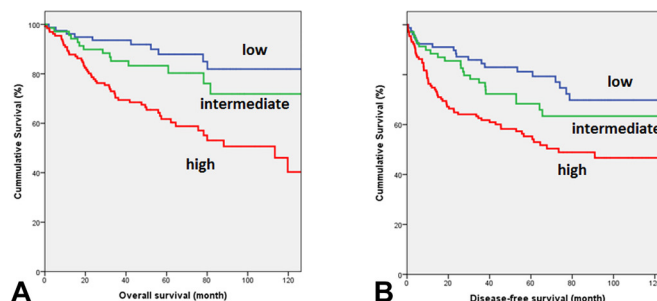 100
80
60
40
20
0
0 20 40 60 80 100 120
Cummulative Survival (%)
Overall survival (month)
low
intermediate
high
A
80
60
40
20
0
0 20 40 60 80 100 120
Cummulative Survival (%)
Disease-free survival (month)
low
intermediate
high
B